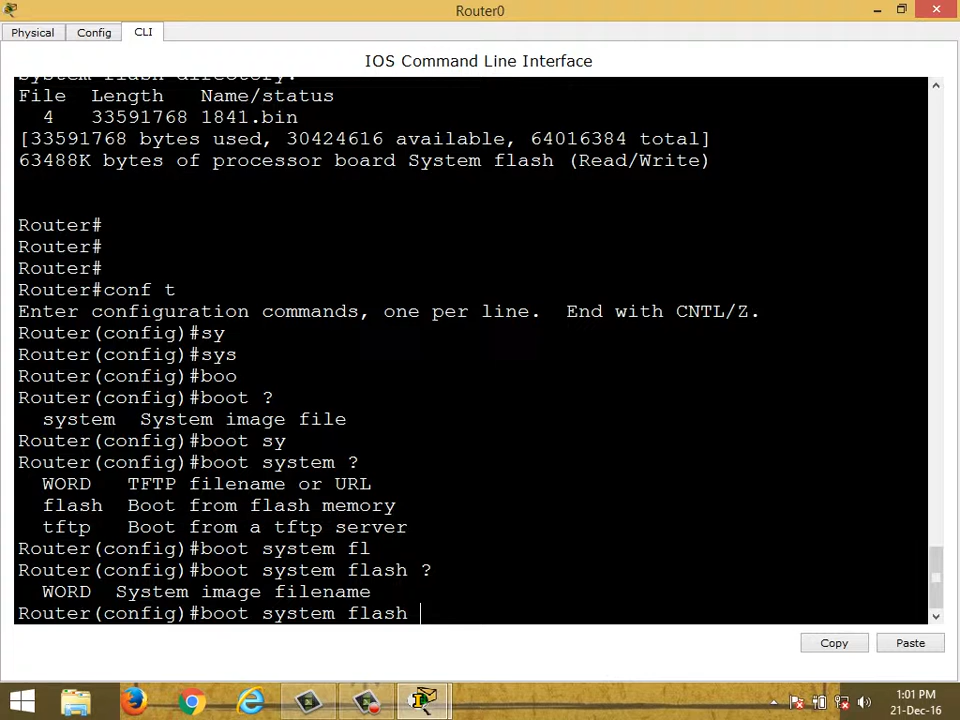 Router0
Physical
Config
CLI
IOS Command Line Interface
System flash directory:
File  Length   Name/status
  4   33591768 1841.bin
[33591768 bytes used, 30424616 available, 64016384 total]
63488K bytes of processor board System flash (Read/Write)
Router#
Router#
Router#
Router#conf t
Enter configuration commands, one per line.  End with CNTL/Z.
Router(config)#sy
Router(config)#sys
Router(config)#boo
Router(config)#boot ?
  system  System image file
Router(config)#boot sy
Router(config)#boot system ?
  WORD   TFTP filename or URL
  flash  Boot from flash memory
  tftp   Boot from a tftp server
Router(config)#boot system fl
Router(config)#boot system flash ?
  WORD  System image filename
Router(config)#boot system flash
Copy
Paste
1:01 PM
21-Dec-16